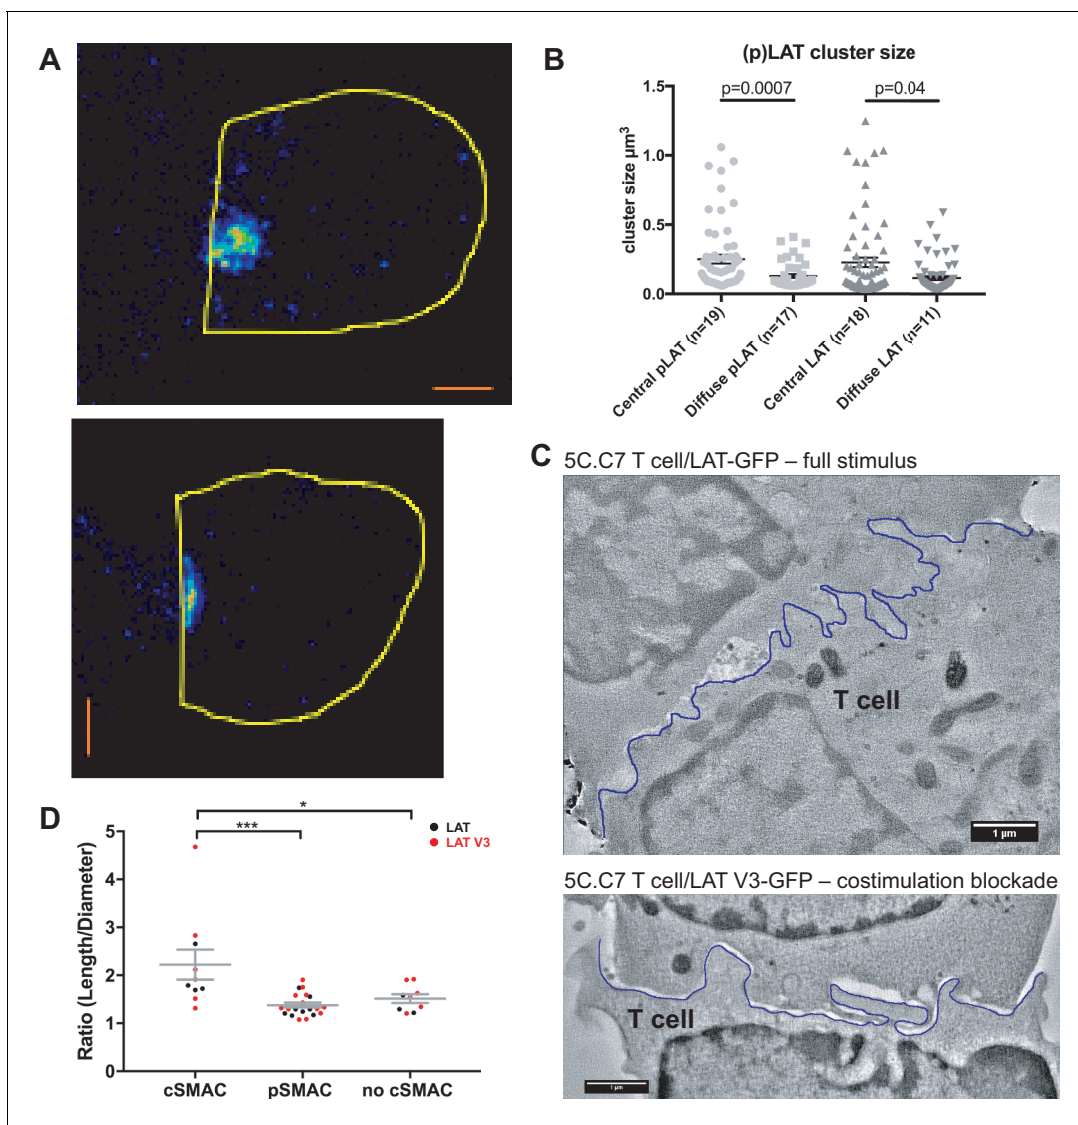 A
B
(p)LAT cluster size
p=0.0007
p=0.04
cluster size µm³
1.5
1.0
0.5
0.0
Central pLAT (n=19)
Diffuse pLAT (n=17)
Central LAT (n=18)
Diffuse LAT (n=11)
C
5C.C7 T cell/LAT-GFP – full stimulus
T cell
1 µm
5C.C7 T cell/LAT V3-GFP – costimulation blockade
T cell
1 µm
D
*
***
LAT
LAT V3
Ratio (Length/Diameter)
5
4
3
2
1
0
cSMAC
pSMAC
no cSMAC